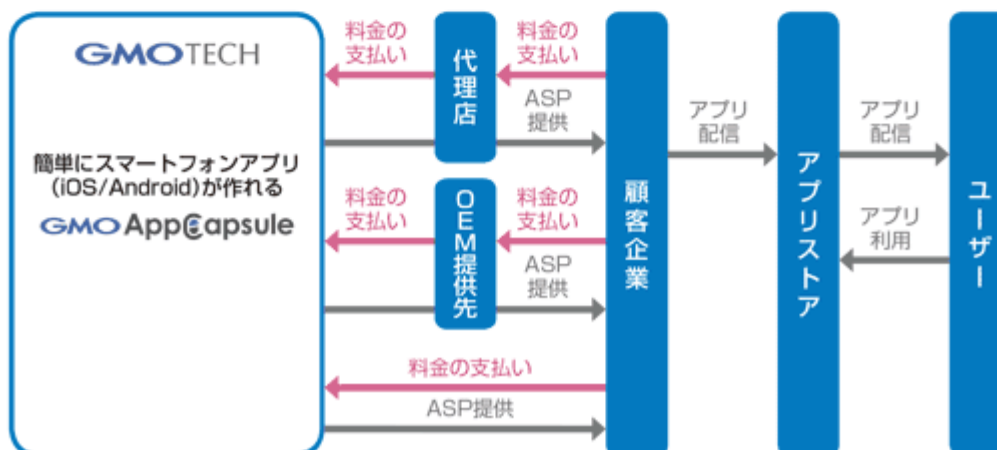 GMO TECH
簡単にスマートフォンアプリ
(iOS/Android)が作れる
GMO AppCapsule
料金の
支払い
代理店
料金の
支払い
ASP
提供
料金の
支払い
OEM提供先
料金の
支払い
ASP
提供
料金の支払い
ASP提供
顧客企業
アプリ
配信
アプリストア
アプリ
配信
アプリ
利用
ユーザー